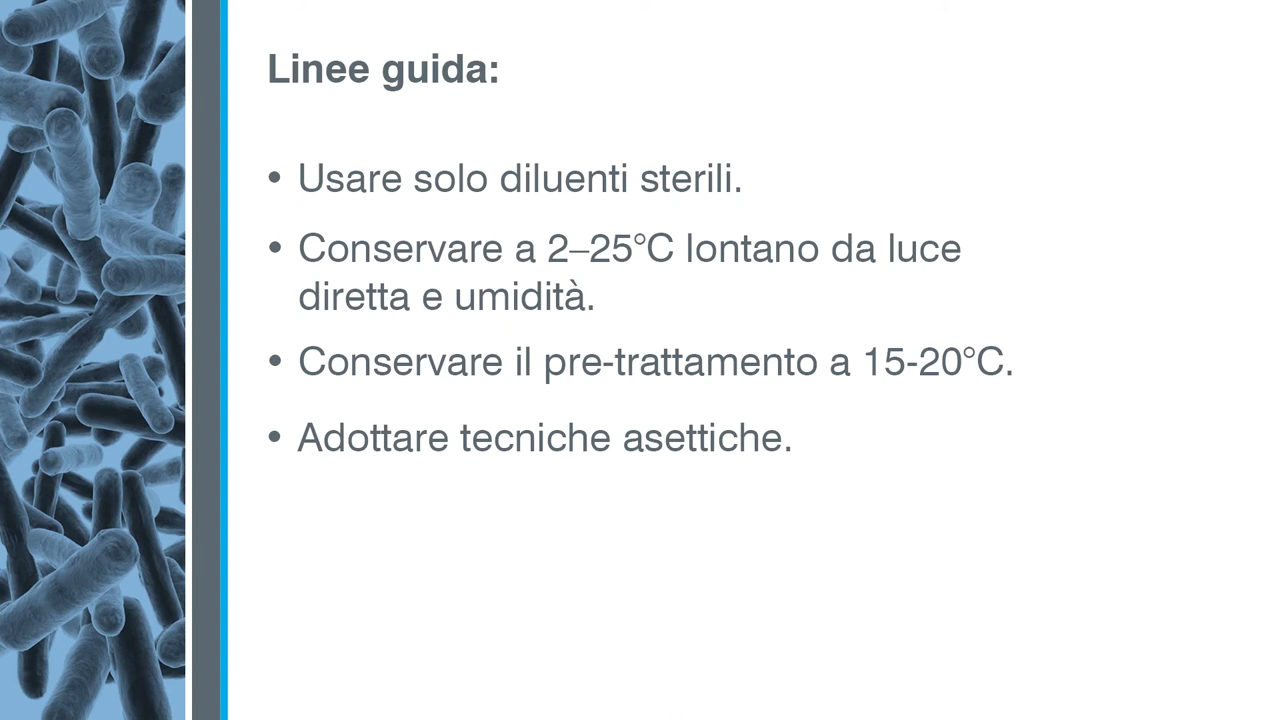 Linee guida:
• Usare solo diluenti sterili.
• Conservare a 2–25°C lontano da luce
diretta e umidità.
• Conservare il pre-trattamento a 15-20°C.
• Adottare tecniche asettiche.